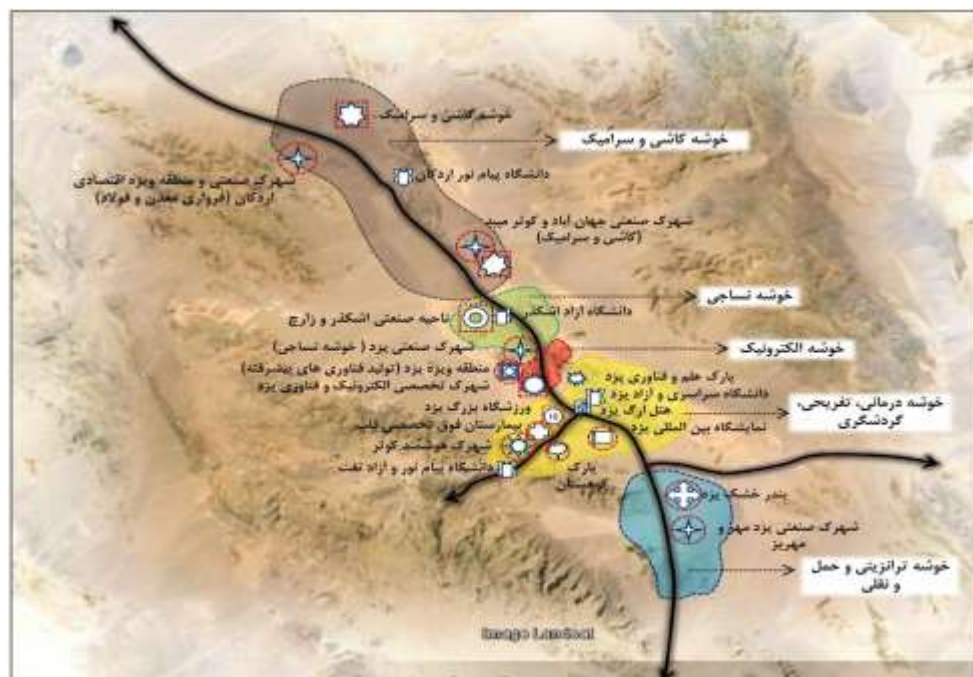 خوشه کاشی و سرامیک
خوشه کاشی و سرامیک
دانشگاه پیام نور اردکان
شهرک صنعتی و منطقه ویژه اقتصادی
اردکان (فرواری معدن و فولاد)
شهرک صنعتی جهان آباد و کوثر میبد
(کاشی و سرامیک)
خوشه نساجی
دانشگاه آزاد اشکذر
ناحیه صنعتی اشکذر و زارچ
شهرک صنعتی یزد ( خوشه نساجی)
خوشه الکترونیک
منطقه ویژه یزد (تولید فناوری های پیشرفته)
شهرک تخصصی الکترونیک و فناوری یزد
پارک علم و فناوری یزد
دانشگاه سراسری و آزاد یزد
هتل ارگ یزد
خوشه درمانی، تفریحی،
گردشگری
ورزشگاه بزرگ یزد
نمایشگاه بین المللی یزد
بیمارستان فوق تخصصی قلب
شهرک هوشمند کوثر
دانشگاه پیام نور و آزاد تفت
پارک
کوهستان
بندر خشک یزد
شهرک صنعتی یزد مهر و
مهریز
خوشه ترانزیتی و حمل
و نقلی
Image Landsat